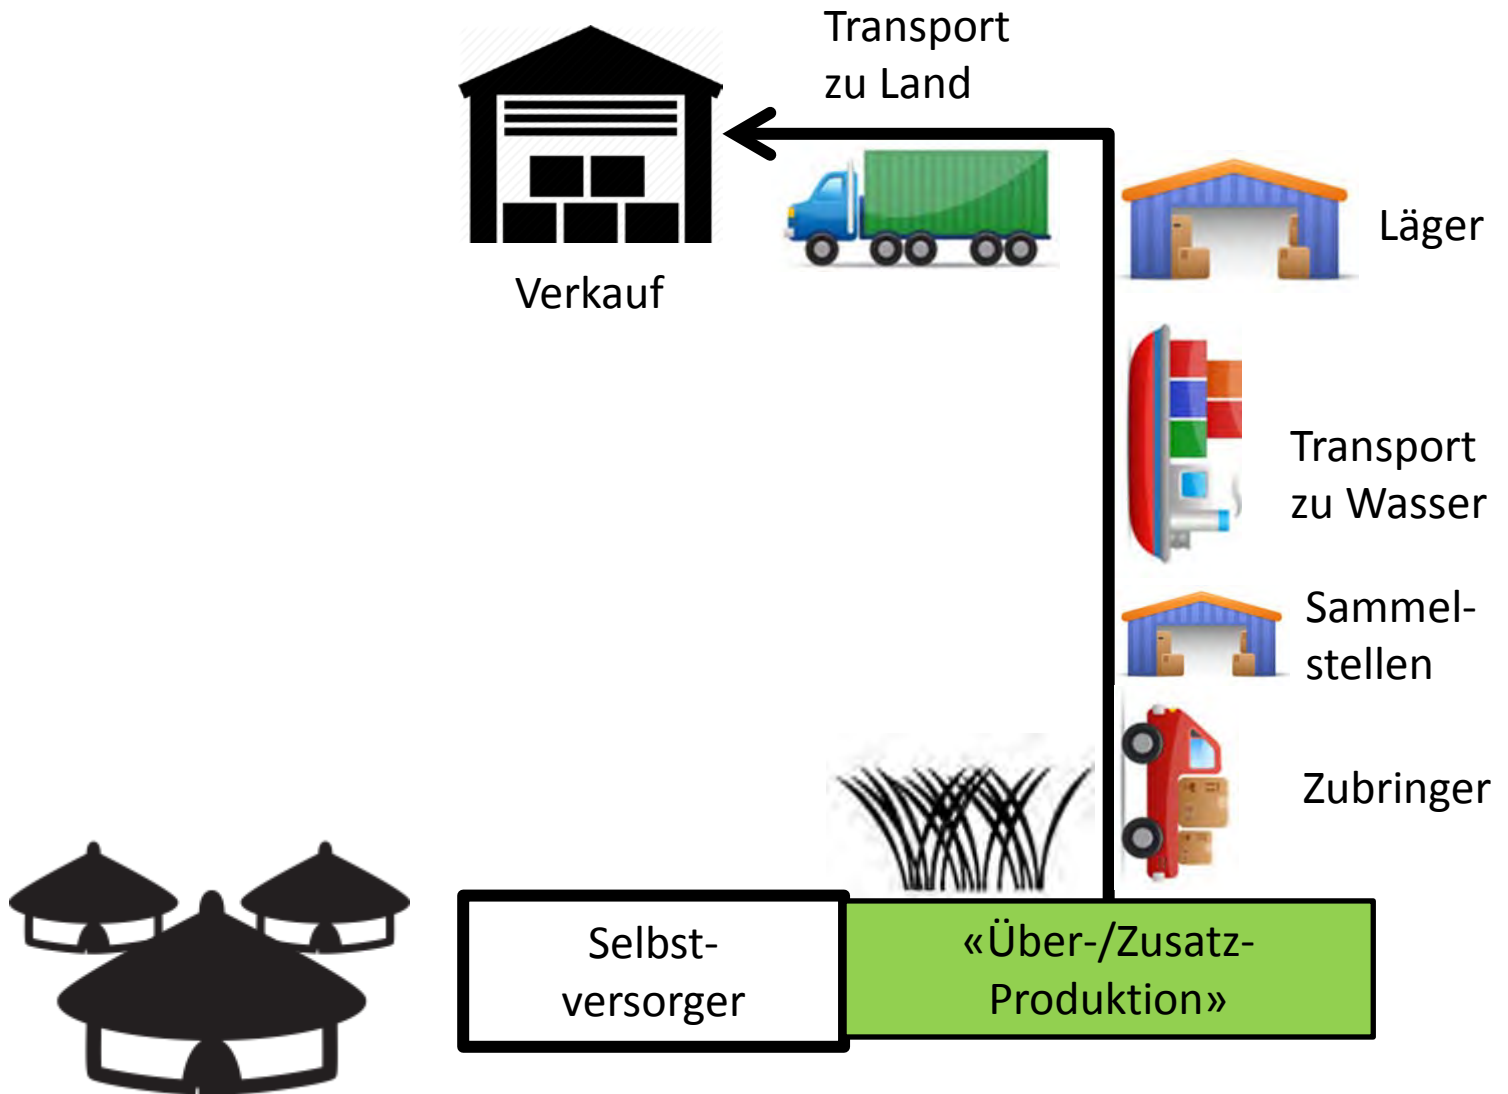 Transport
zu Land
Läger
Verkauf
Transport
zu Wasser
Sammel-
stellen
Zubringer
Selbst-
versorger
«Über-/Zusatz-
Produktion»